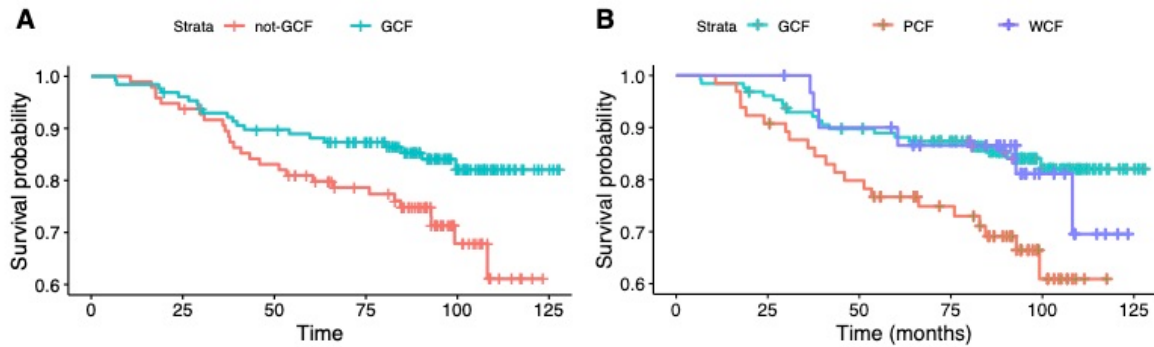 A
Strata not-GCF GCF
Survival probability
1.0
0.9
0.8
0.7
0.6
0 25 50 75 100 125
Time
B
Strata GCF PCF WCF
Survival probability
1.0
0.9
0.8
0.7
0.6
0 25 50 75 100 125
Time (months)